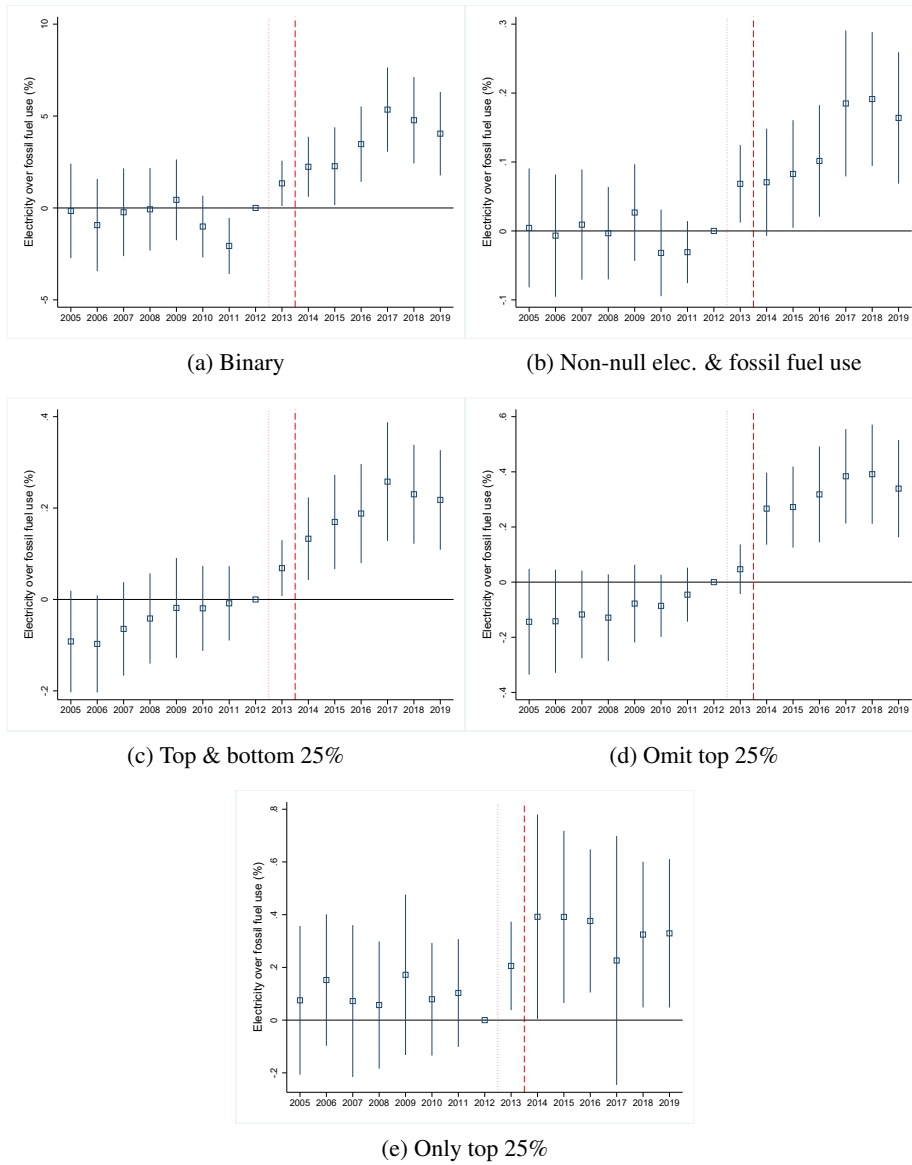 Electricity over fossil fuel use (%)
10
5
0
-5
2005 2006 2007 2008 2009 2010 2011 2012 2013 2014 2015 2016 2017 2018 2019
(a) Binary
Electricity over fossil fuel use (%)
.3
.2
.1
0
-.1
2005 2006 2007 2008 2009 2010 2011 2012 2013 2014 2015 2016 2017 2018 2019
(b) Non-null elec. & fossil fuel use
Electricity over fossil fuel use (%)
.4
.2
0
-.2
2005 2006 2007 2008 2009 2010 2011 2012 2013 2014 2015 2016 2017 2018 2019
(c) Top & bottom 25%
Electricity over fossil fuel use (%)
.6
.4
.2
0
-.2
-.4
2005 2006 2007 2008 2009 2010 2011 2012 2013 2014 2015 2016 2017 2018 2019
(d) Omit top 25%
Electricity over fossil fuel use (%)
.8
.6
.4
.2
0
-.2
2005 2006 2007 2008 2009 2010 2011 2012 2013 2014 2015 2016 2017 2018 2019
(e) Only top 25%